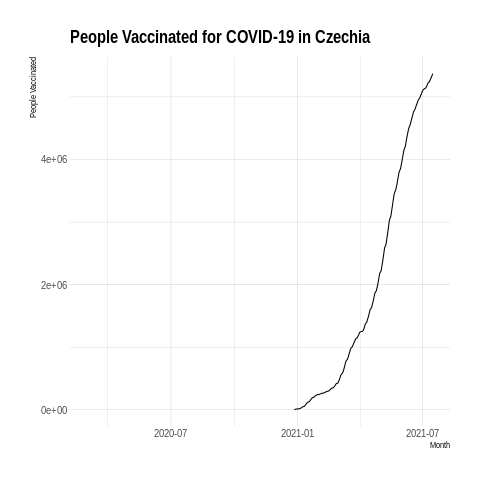 People Vaccinated for COVID-19 in Czechia
People Vaccinated
4e+06
2e+06
0e+00
2020-07 2021-01 2021-07
Month